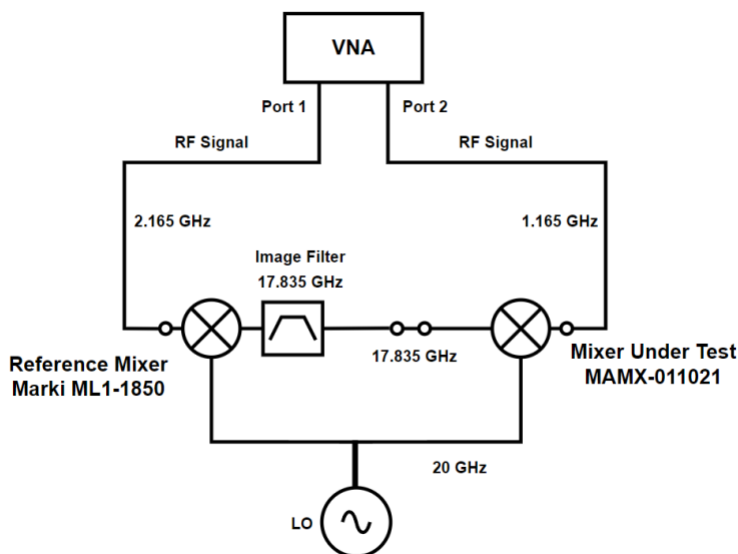 VNA
Port 1
Port 2
RF Signal
RF Signal
2.165 GHz
1.165 GHz
Image Filter
17.835 GHz
17.835 GHz
Reference Mixer
Marki ML1-1850
Mixer Under Test
MAMX-011021
20 GHz
LO